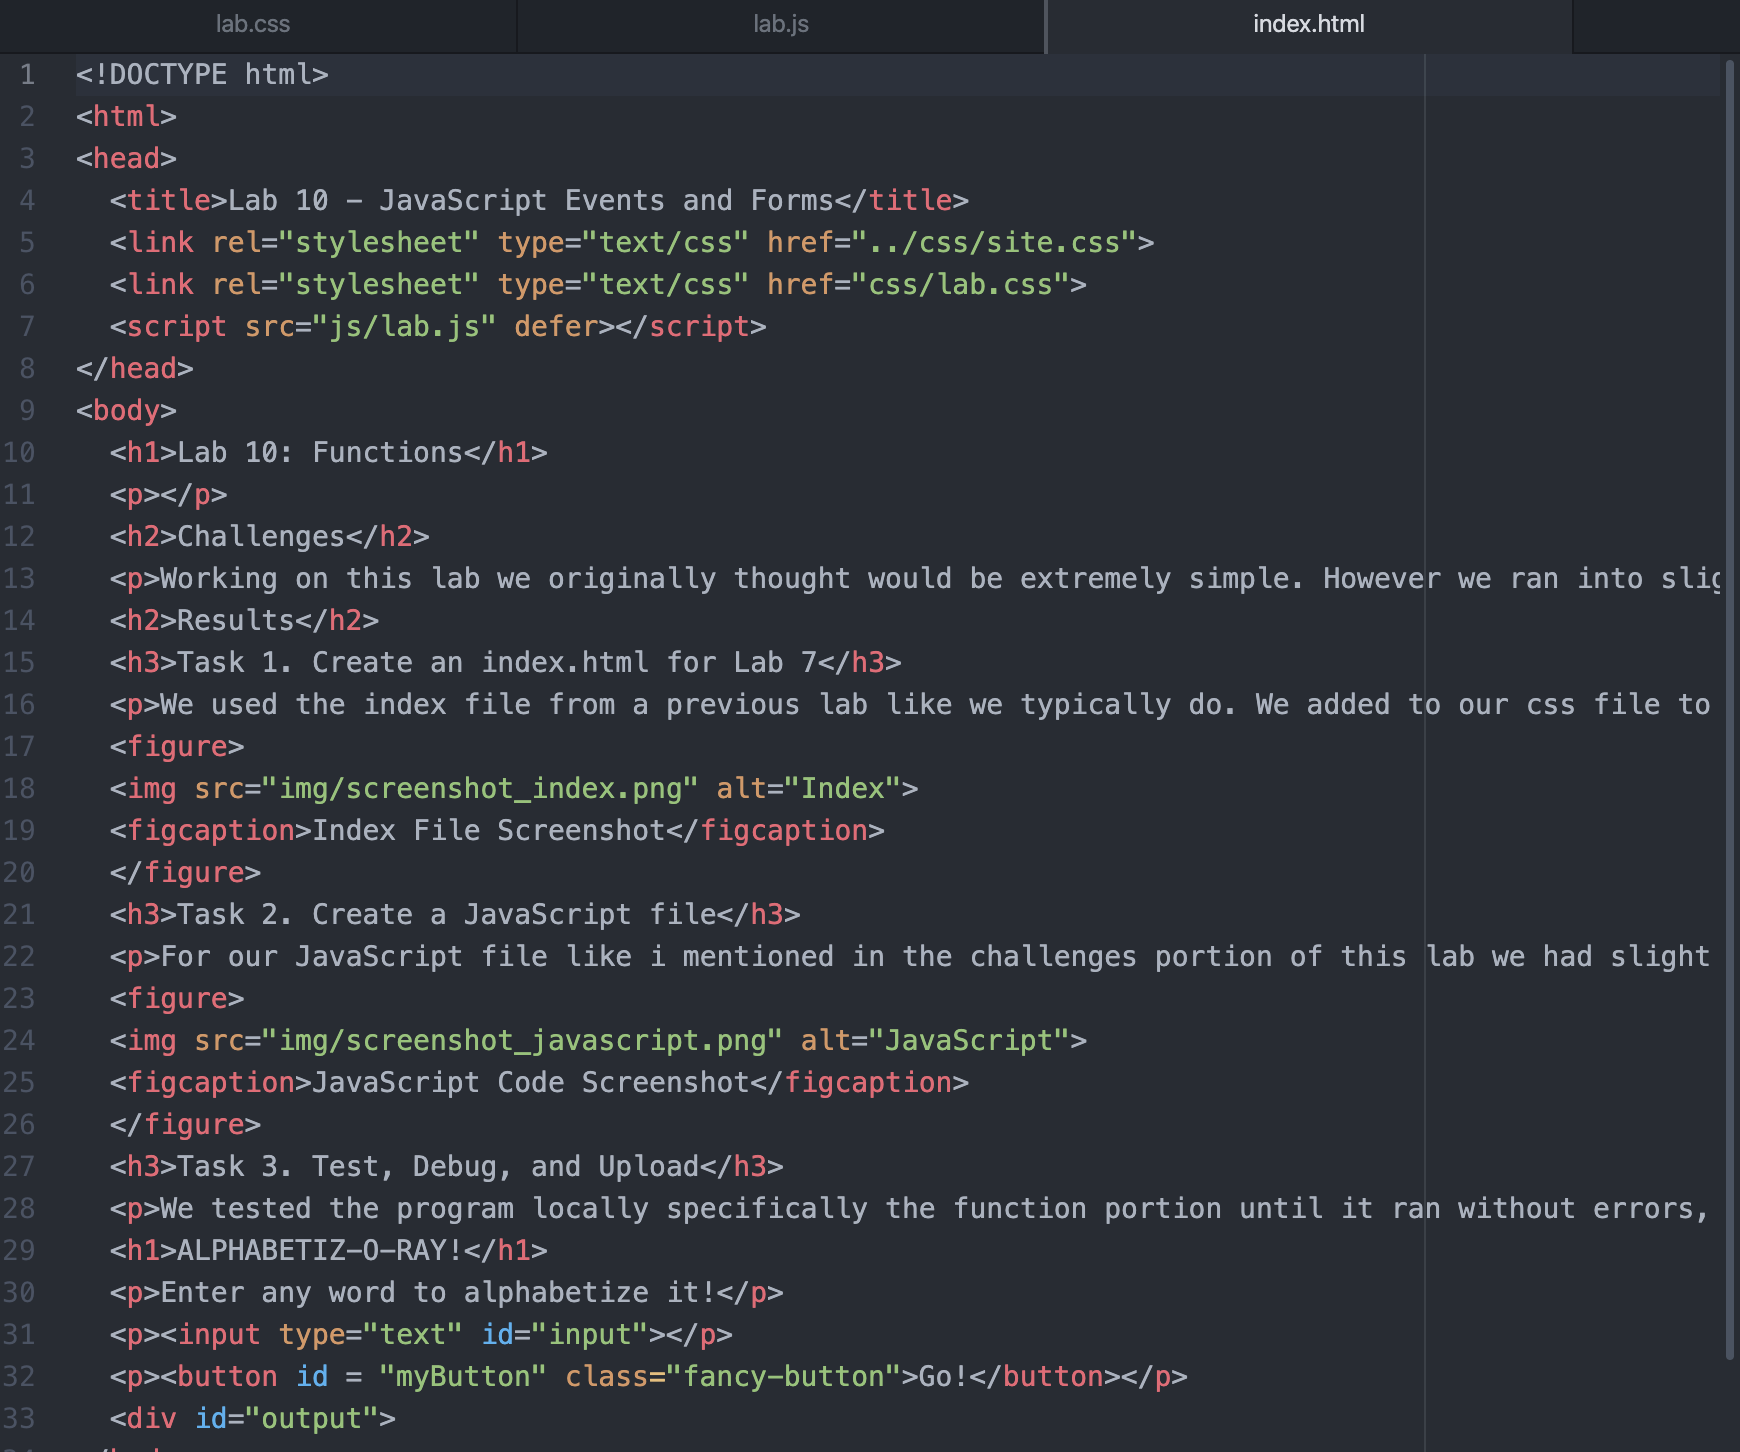 lab.css
lab.js
index.html
1 <!DOCTYPE html>
2 <html>
3 <head>
4 <title>Lab 10 – JavaScript Events and Forms</title>
5 <link rel="stylesheet" type="text/css" href="../css/site.css">
6 <link rel="stylesheet" type="text/css" href="css/lab.css">
7 <script src="js/lab.js" defer></script>
8 </head>
9 <body>
10 <h1>Lab 10: Functions</h1>
11 <p></p>
12 <h2>Challenges</h2>
13 <p>Working on this lab we originally thought would be extremely simple. However we ran into
14 <h2>Results</h2>
15 <h3>Task 1. Create an index.html for Lab 7</h3>
16 <p>We used the index file from a previous lab like we typically do. We added to our css file to
17 <figure>
18 <img src="img/screenshot_index.png" alt="Index">
19 <figcaption>Index File Screenshot</figcaption>
20 </figure>
21 <h3>Task 2. Create a JavaScript file</h3>
22 <p>For our JavaScript file like i mentioned in the challenges portion of this lab we had slight
23 <figure>
24 <img src="img/screenshot_javascript.png" alt="JavaScript">
25 <figcaption>JavaScript Code Screenshot</figcaption>
26 </figure>
27 <h3>Task 3. Test, Debug, and Upload</h3>
28 <p>We tested the program locally specifically the function portion until it ran without errors,
29 <h1>ALPHABETIZ-O-RAY!</h1>
30 <p>Enter any word to alphabetize it!</p>
31 <p><input type="text" id="input"></p>
32 <p><button id = "myButton" class="fancy-button">Go!</button></p>
33 <div id="output">